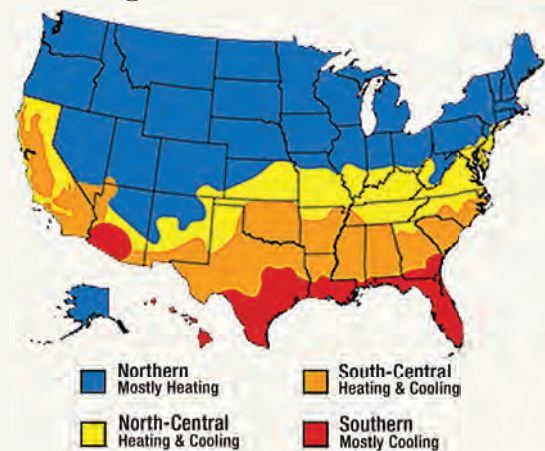 Northern
Mostly Heating
South-Central
Heating & Cooling
North-Central
Heating & Cooling
Southern
Mostly Cooling